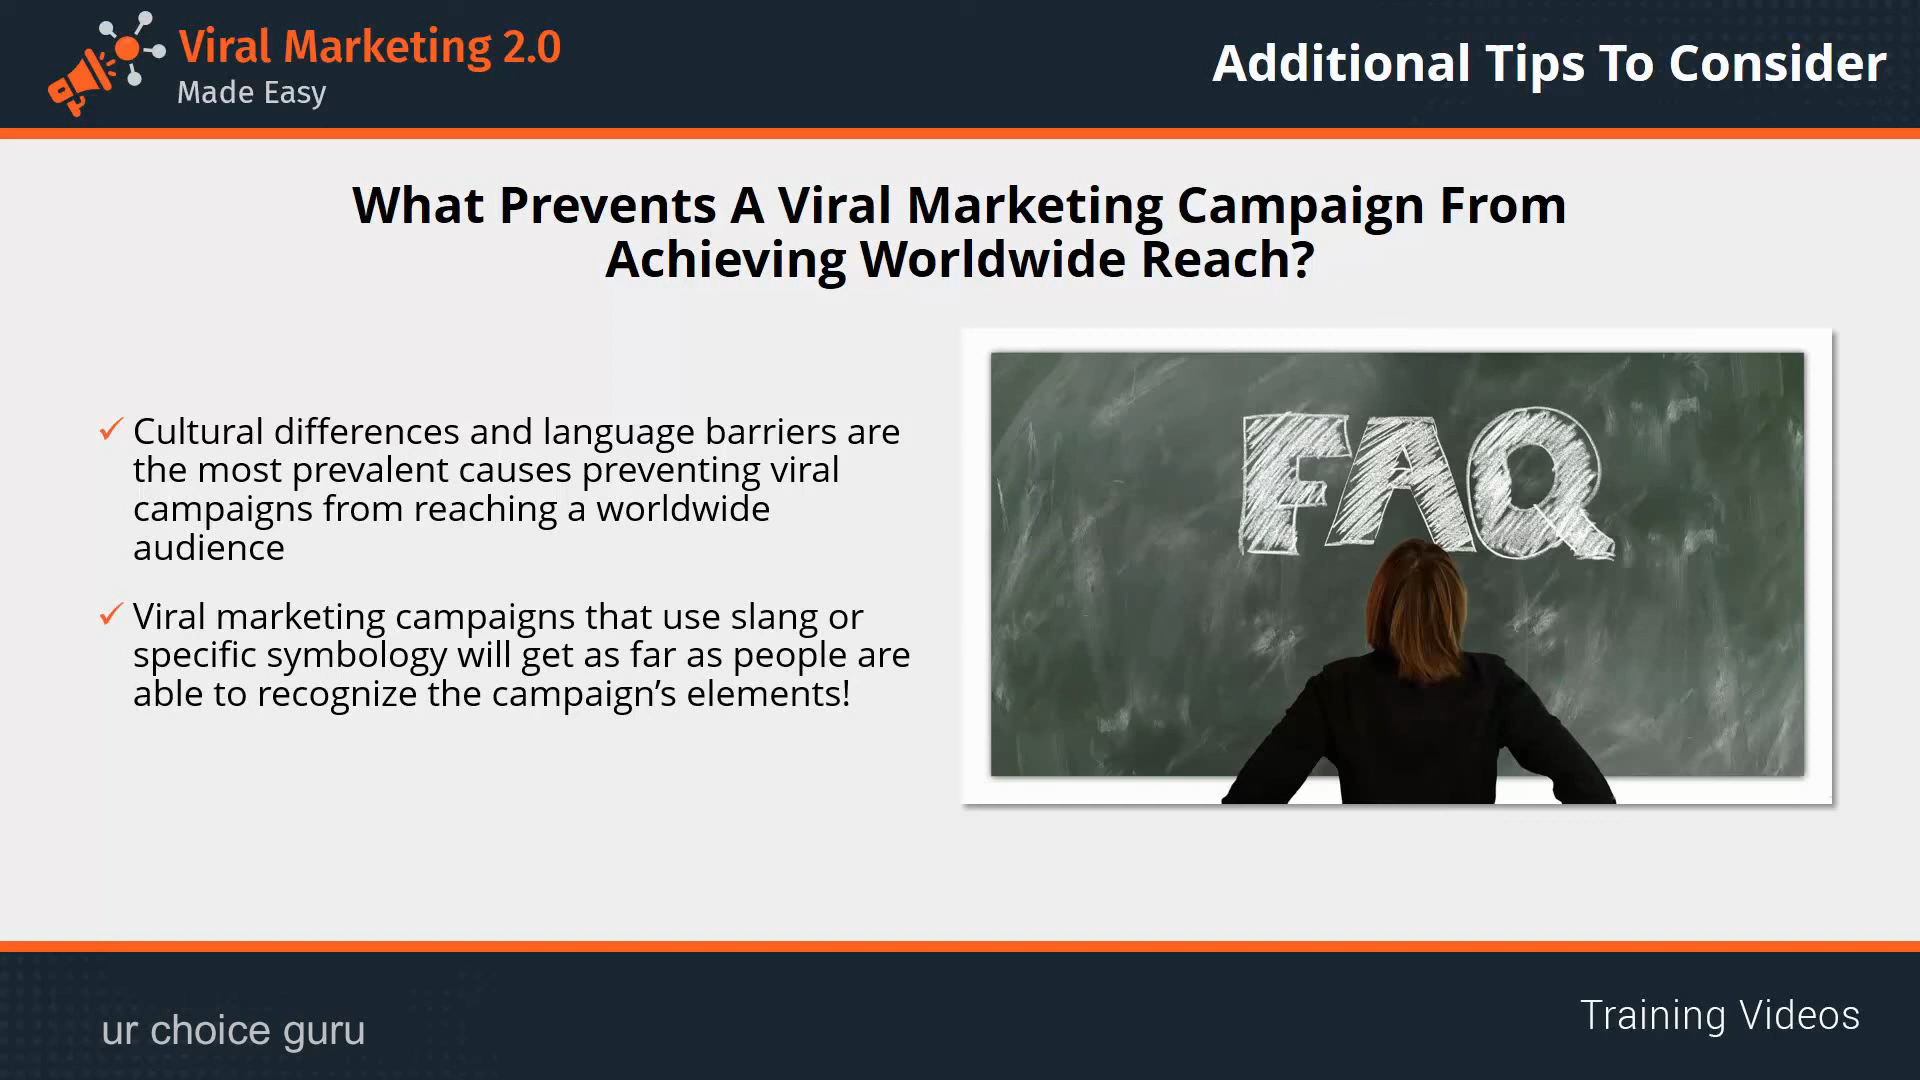 Viral Marketing 2.0
Made Easy
Additional Tips To Consider
What Prevents A Viral Marketing Campaign From
Achieving Worldwide Reach?
✓ Cultural differences and language barriers are
the most prevalent causes preventing viral
campaigns from reaching a worldwide
audience
✓ Viral marketing campaigns that use slang or
specific symbology will get as far as people are
able to recognize the campaign’s elements!
FAQ
ur choice guru
Training Videos